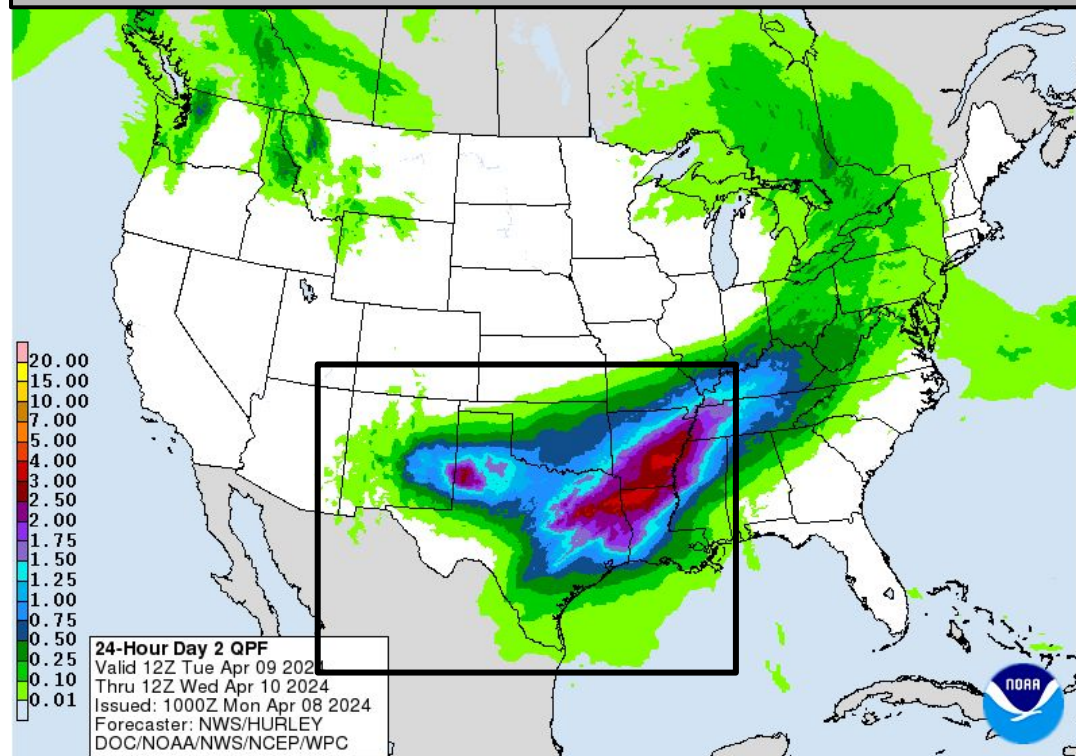 20.00
15.00
10.00
7.00
5.00
4.00
3.00
2.50
2.00
1.75
1.50
1.25
1.00
0.75
0.50
0.25
0.10
0.01
24-Hour Day 2 QPF
Valid 12Z Tue Apr 09 2024
Thru 12Z Wed Apr 10 2024
Issued: 1000Z Mon Apr 08 2024
Forecaster: NWS/HURLEY
DOC/NOAA/NWS/NCEP/WPC
NOAA